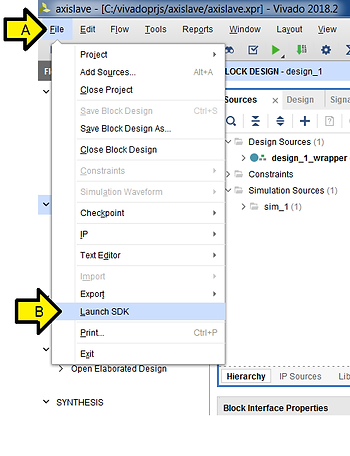 axislave - [C:/vivadoprjs/axislave/axislave.xpr] - Vivado 2018.2
A
File Edit Flow Tools Reports Window Layout View
Project
Add Sources... Alt+A
Close Project
Save Block Design Ctrl+S
Save Block Design As...
Close Block Design
Constraints
Simulation Waveform
Checkpoint
IP
Text Editor
Import
Export
B
Launch SDK
Print... Ctrl+P
Exit
Open Elaborated Design
SYNTHESIS
LOCK DESIGN - design_1
Sources Design Signa
Design Sources (1)
design_1_wrapper
Constraints
Simulation Sources (1)
sim_1 (1)
Hierarchy IP Sources Lib
Block Interface Properties